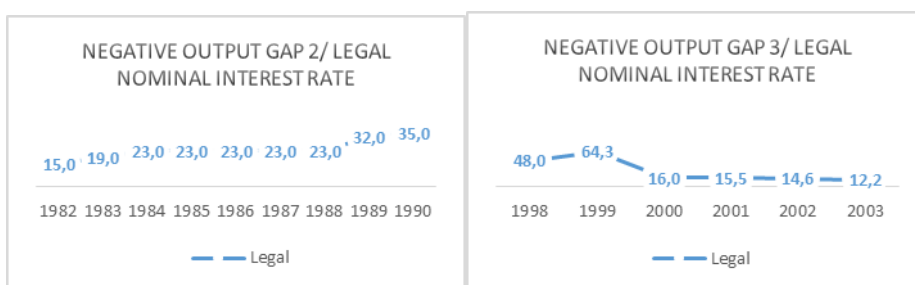 NEGATIVE OUTPUT GAP 2/ LEGAL
NOMINAL INTEREST RATE
15,0 19,0 23,0 23,0 23,0 23,0 23,0 32,0 35,0
1982 1983 1984 1985 1986 1987 1988 1989 1990
Legal
NEGATIVE OUTPUT GAP 3/ LEGAL
NOMINAL INTEREST RATE
48,0 64,3 16,0 15,5 14,6 12,2
1998 1999 2000 2001 2002 2003
Legal